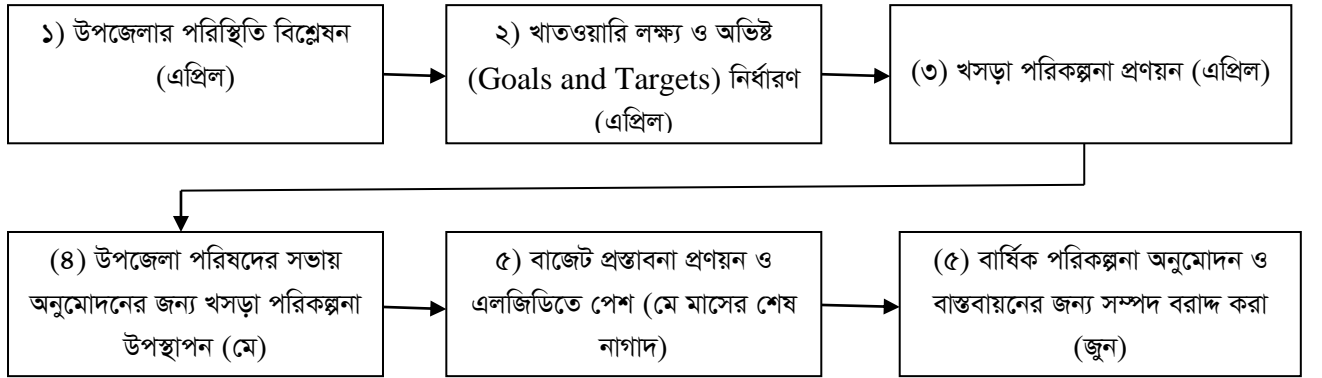 ১) উপজেলার পরিস্থিতি বিশ্লেষন
(এপ্রিল)
২) খাতওয়ারি লক্ষ্য ও অভিষ্ট
(Goals and Targets) নির্ধারণ
(এপ্রিল)
(৩) খসড়া পরিকল্পনা প্রণয়ন (এপ্রিল)
(৪) উপজেলা পরিষদের সভায়
অনুমোদনের জন্য খসড়া পরিকল্পনা
উপস্থাপন (মে)
৫) বাজেট প্রস্তাবনা প্রণয়ন ও
এলজিডিতে পেশ (মে মাসের শেষ
নাগাদ)
(৫) বার্ষিক পরিকল্পনা অনুমোদন ও
বাস্তবায়নের জন্য সম্পদ বরাদ্দ করা
(জুন)